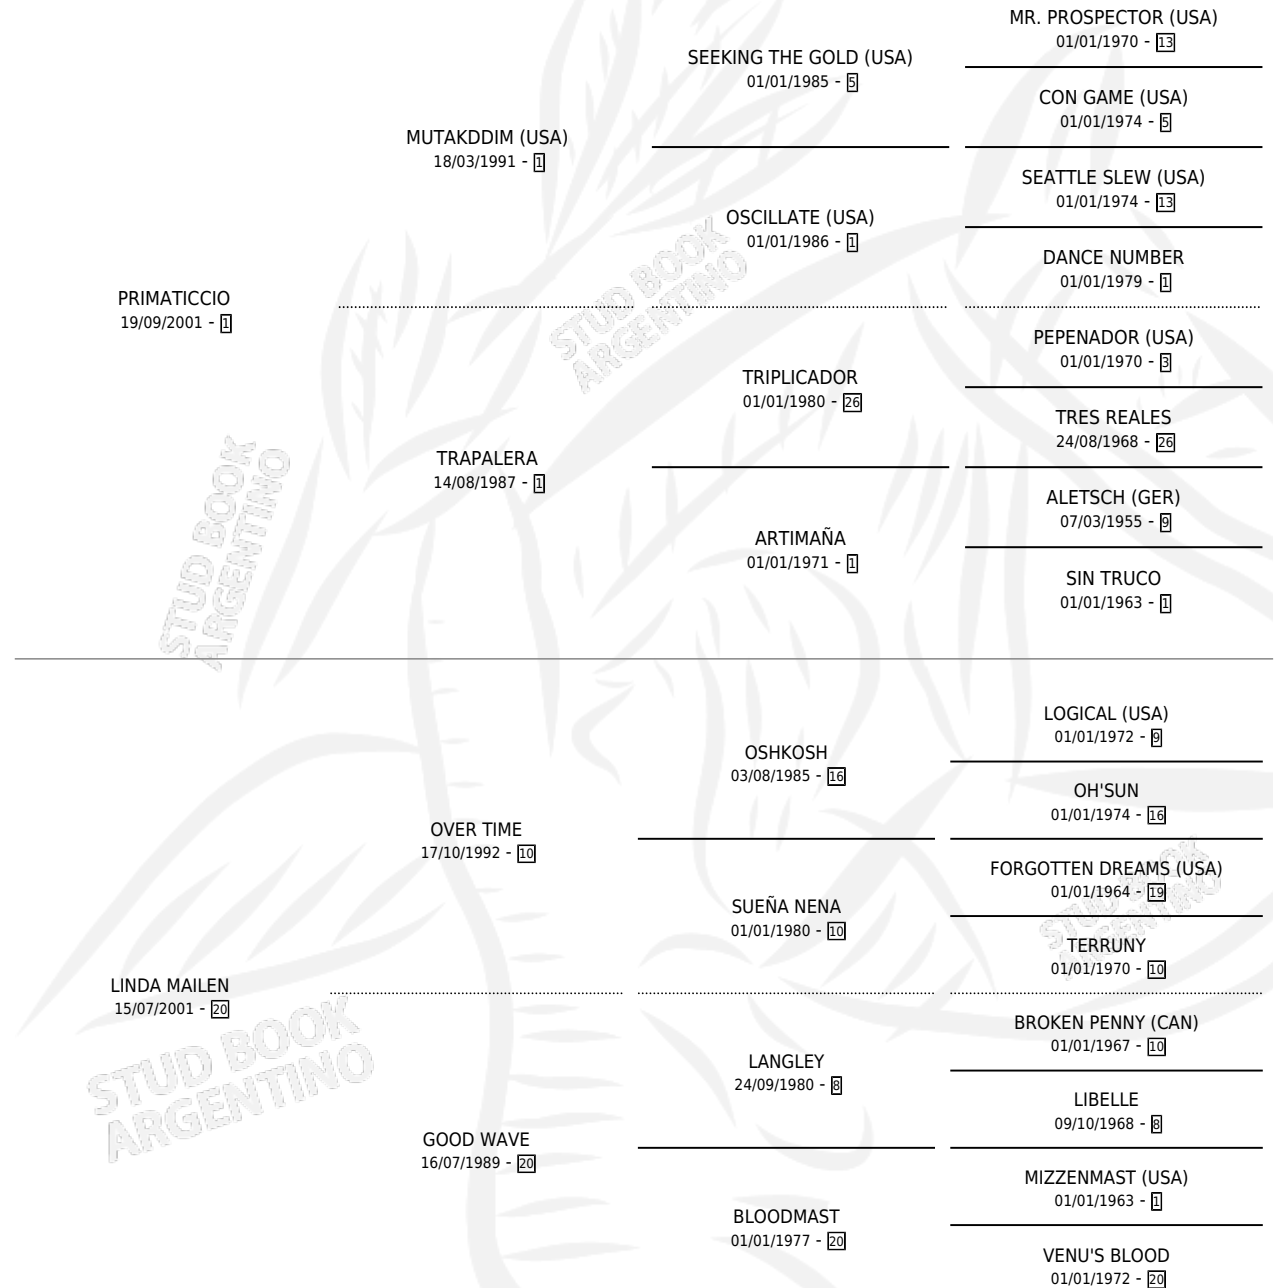 MR. PROSPECTOR (USA)
01/01/1970 - 13
SEEKING THE GOLD (USA)
01/01/1985 - 5
CON GAME (USA)
01/01/1974 - 5
MUTAKDDIM (USA)
18/03/1991 - 1
SEATTLE SLEW (USA)
01/01/1974 - 13
OSCILLATE (USA)
01/01/1986 - 1
DANCE NUMBER
01/01/1979 - 1
PRIMATICCIO
19/09/2001 - 1
STUD BOOK
ARGENTINO
PEPENADOR (USA)
01/01/1970 - 3
TRIPLICADOR
01/01/1980 - 26
TRES REALES
24/08/1968 - 26
TRAPALERA
14/08/1987 - 1
ALETSCH (GER)
07/03/1955 - 9
ARTIMAÑA
01/01/1971 - 1
SIN TRUCO
01/01/1963 - 1
STUD BOOK
ARGENTINO
LOGICAL (USA)
01/01/1972 - 9
OSHKOSH
03/08/1985 - 16
OH'SUN
01/01/1974 - 16
OVER TIME
17/10/1992 - 10
FORGOTTEN DREAMS (USA)
01/01/1964 - 19
SUEÑA NENA
01/01/1980 - 10
STUD BOOK
ARGENTINO
TERRUNY
01/01/1970 - 10
LINDA MAILEN
15/07/2001 - 20
STUD BOOK
ARGENTINO
BROKEN PENNY (CAN)
01/01/1967 - 10
LANGLEY
24/09/1980 - 8
LIBELLE
09/10/1968 - 8
GOOD WAVE
16/07/1989 - 20
MIZZENMAST (USA)
01/01/1963 - 1
BLOODMAST
01/01/1977 - 20
VENU'S BLOOD
01/01/1972 - 20